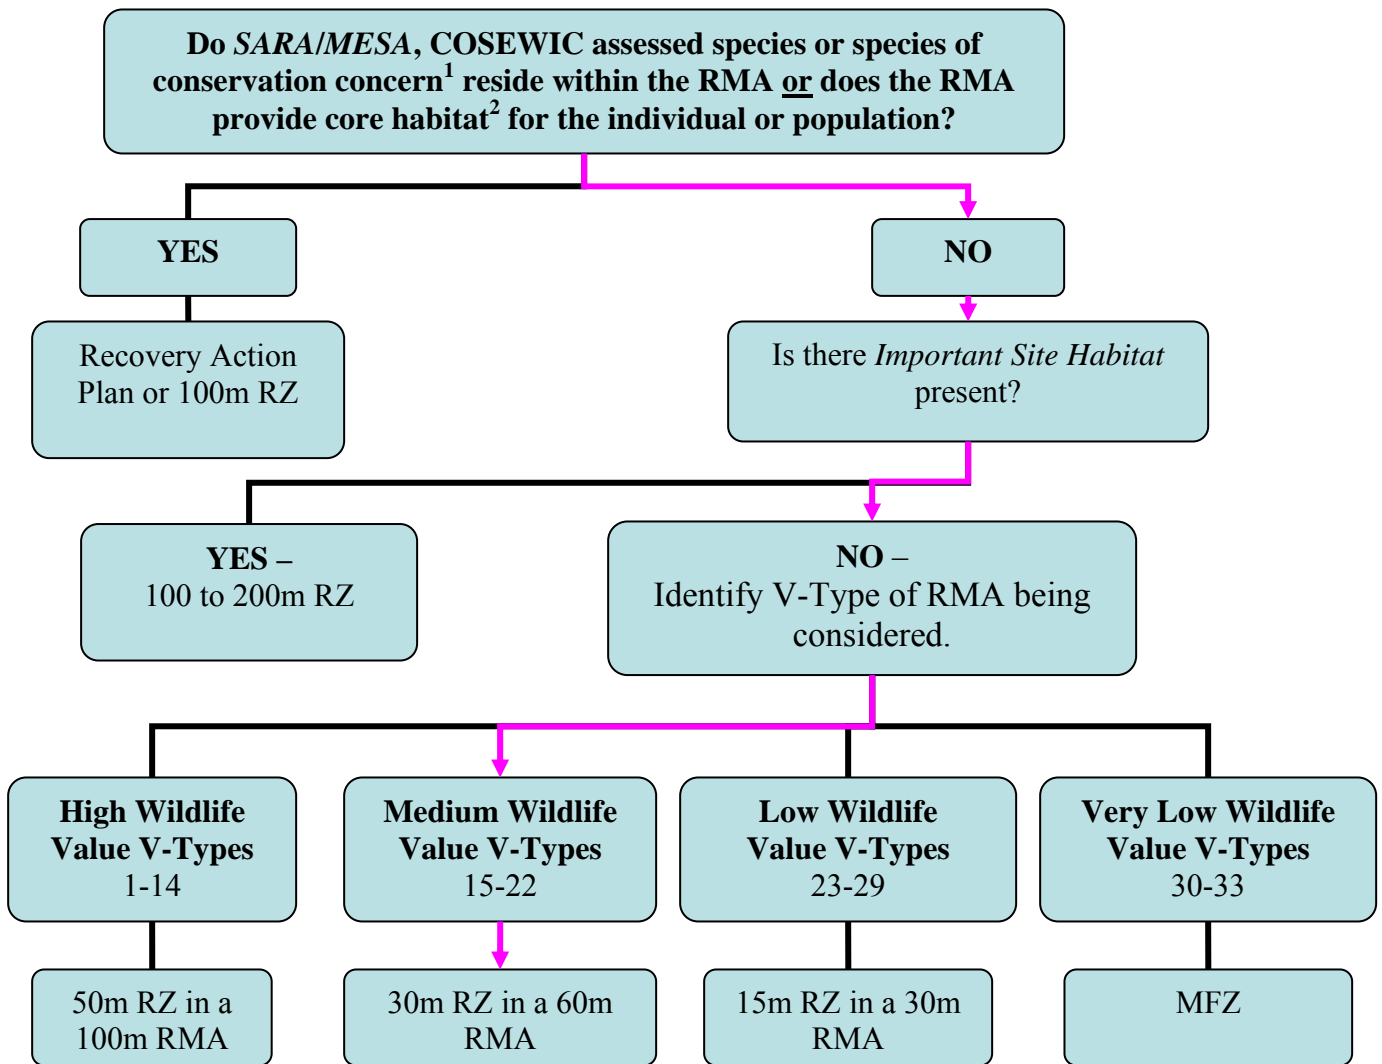 Do SARA/MESA, COSEWIC assessed species or species of
conservation concern1 reside within the RMA or does the RMA
provide core habitat2 for the individual or population?
YES
NO
Recovery Action
Plan or 100m RZ
Is there Important Site Habitat
present?
YES –
100 to 200m RZ
NO –
Identify V-Type of RMA being
considered.
High Wildlife
Value V-Types
1-14
Medium Wildlife
Value V-Types
15-22
Low Wildlife
Value V-Types
23-29
Very Low Wildlife
Value V-Types
30-33
50m RZ in a
100m RMA
30m RZ in a 60m
RMA
15m RZ in a 30m
RMA
MFZ